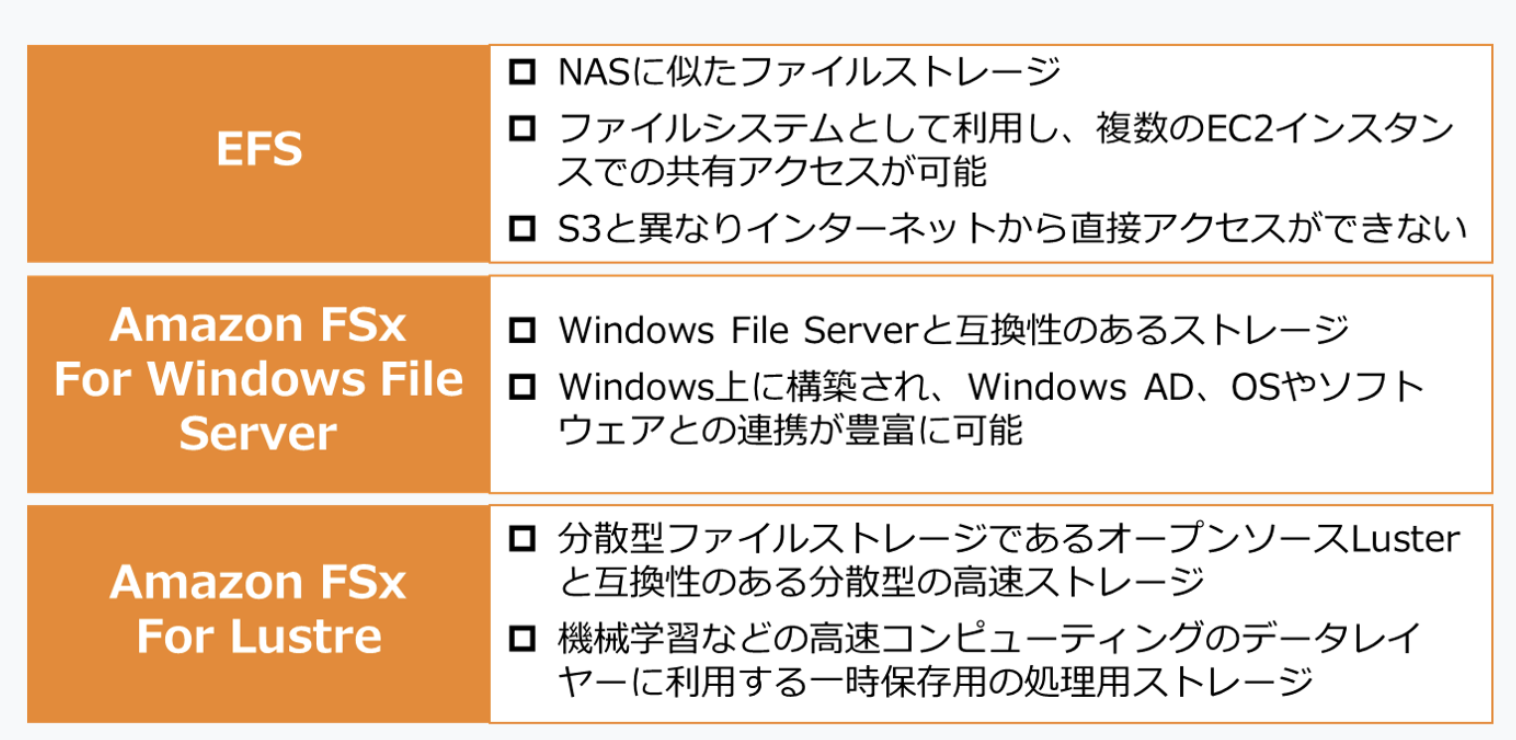 EFS
NASに似たファイルストレージ
ファイルシステムとして利用し、複数のEC2インスタン
スでの共有アクセスが可能
S3と異なりインターネットから直接アクセスができない
Amazon FSx
For Windows File
Server
Windows File Serverと互換性のあるストレージ
Windows上に構築され、Windows AD、OSやソフト
ウェアとの連携が豊富に可能
Amazon FSx
For Lustre
分散型ファイルストレージであるオープンソースLuster
と互換性のある分散型の高速ストレージ
機械学習などの高速コンピューティングのデータレイ
ヤーに利用する一時保存用の処理用ストレージ